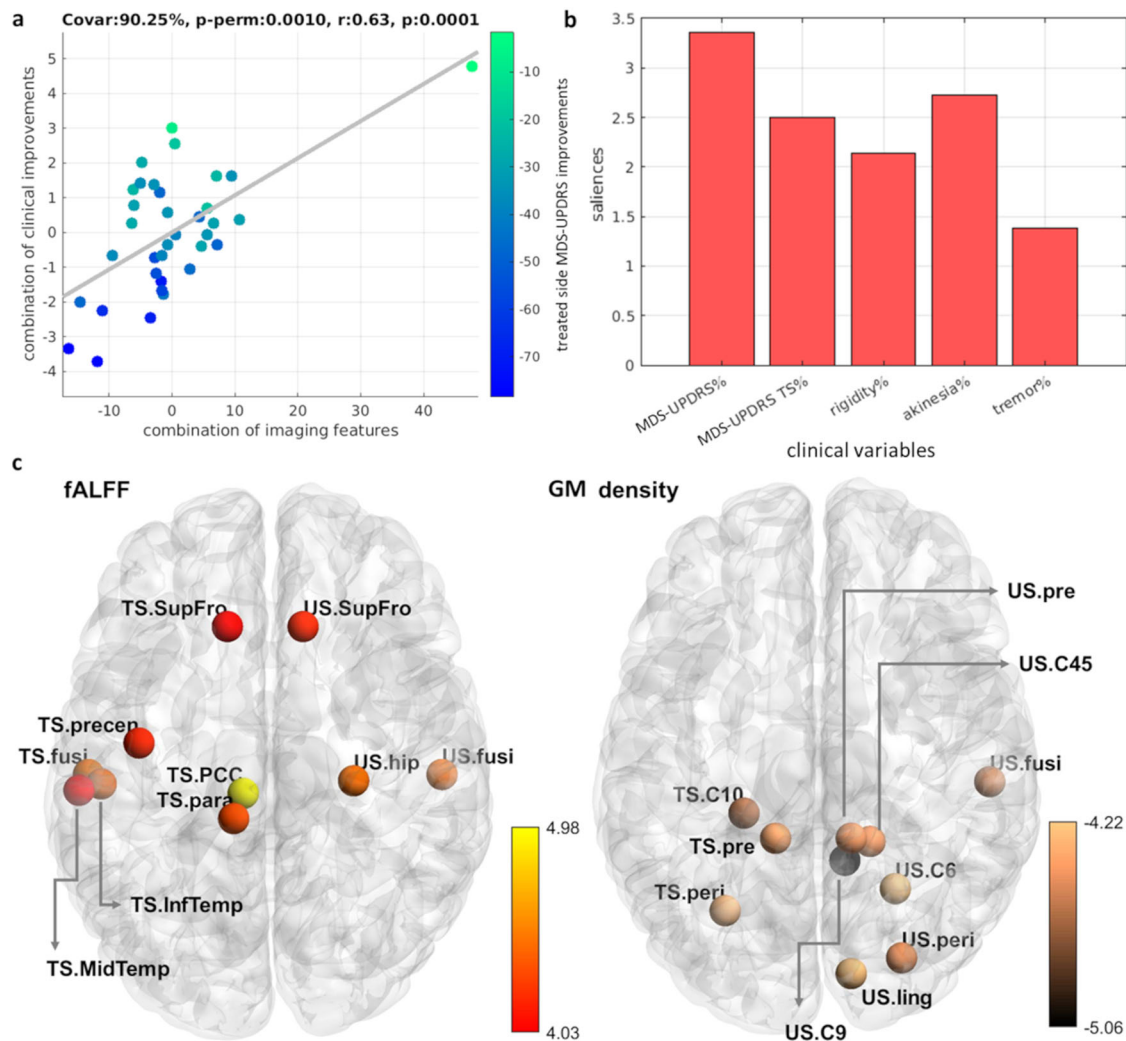 a
Covar:90.25%, p-perm:0.0010, r:0.63, p:0.0001
5
4
3
2
1
0
-1
-2
-3
-4
combination of clinical improvements
-10
0
10
20
30
40
combination of imaging features
-10
-20
-30
-40
-50
-60
-70
treated side MDS-UPDRS improvements
b
3.5
3
2.5
2
1.5
1
0.5
0
saliences
MDS-UPDRS%
MDS-UPDRS TS%
rigidity%
akinesia%
tremor%
clinical variables
c
fALFF
TS.SupFro
US.SupFro
TS.precen
TS.fusi
TS.PCC
TS.para
US.hip
US.fusi
TS.InfTemp
TS.MidTemp
4.98
4.03
GM density
US.pre
US.C45
US.fusi
TS.C10
TS.pre
US.C6
TS.peri
US.peri
US.ling
US.C9
-4.22
-5.06